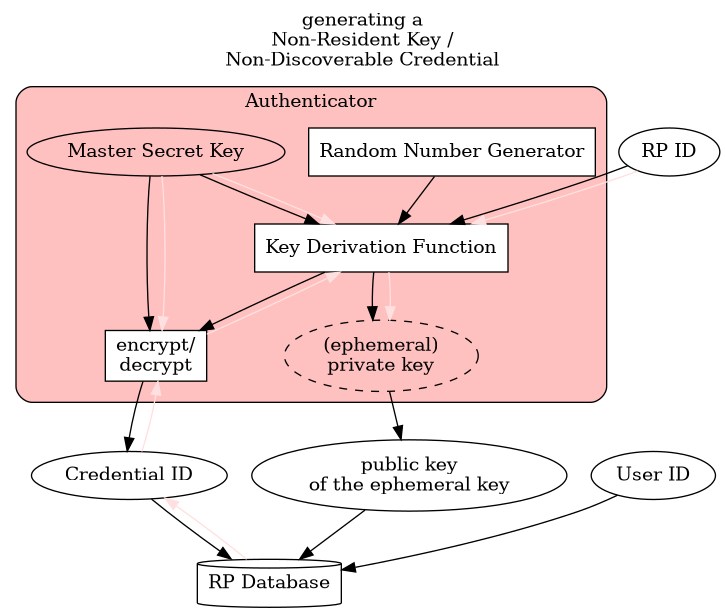 generating a
Non-Resident Key /
Non-Discoverable Credential
Authenticator
Master Secret Key
Random Number Generator
RP ID
Key Derivation Function
encrypt/
decrypt
(ephemeral)
private key
Credential ID
public key
of the ephemeral key
User ID
RP Database